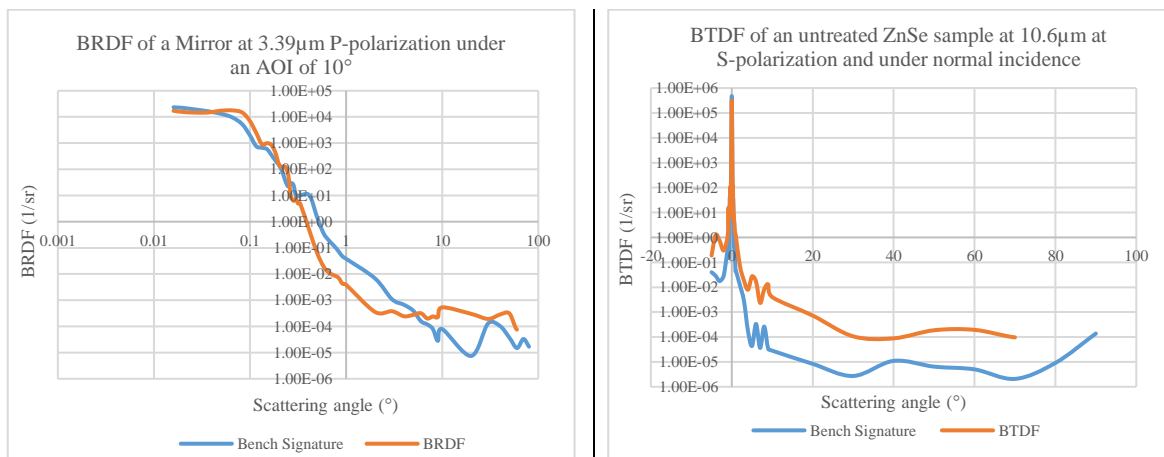 BRDF of a Mirror at 3.39µm P-polarization under
an AOI of 10°
1.00E+05
1.00E+04
1.00E+03
1.00E+02
1.00E+01
1.00E+00
1.00E-01
1.00E-02
1.00E-03
1.00E-04
1.00E-05
1.00E-06
0.001
0.01
0.1
1
10
100
BRDF (1/sr)
Scattering angle (°)
Bench Signature
BRDF
BTDF of an untreated ZnSe sample at 10.6µm at
S-polarization and under normal incidence
1.00E+06
1.00E+05
1.00E+04
1.00E+03
1.00E+02
1.00E+01
1.00E+00
1.00E-01
1.00E-02
1.00E-03
1.00E-04
1.00E-05
1.00E-06
-20
0
20
40
60
80
100
BTDF (1/sr)
Scattering angle (°)
Bench Signature
BTDF